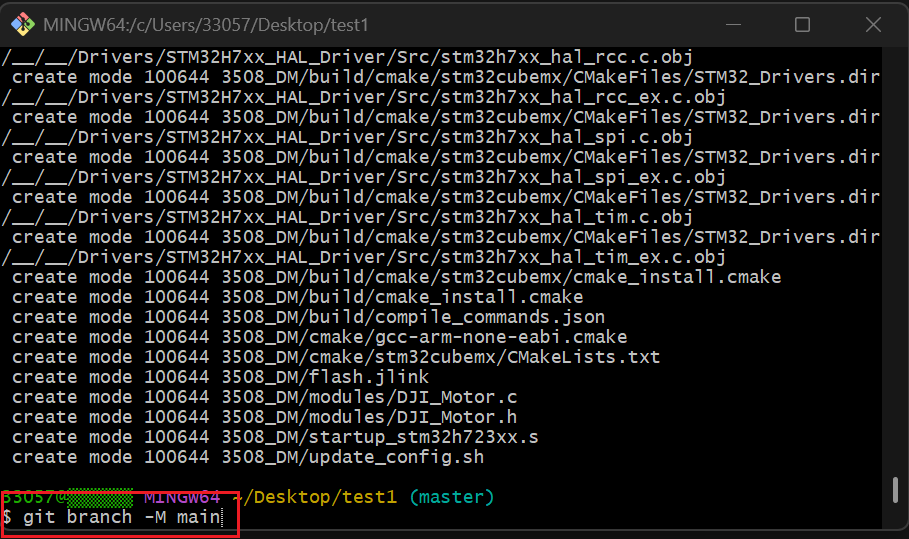 MINGW64:/c/Users/33057/Desktop/test1
/__/__/Drivers/STM32H7xx_HAL_Driver/Src/stm32h7xx_hal_rcc.c.obj
create mode 100644 3508_DM/build/cmake/stm32cubemx/CMakeFiles/STM32_Drivers.dir
/__/__/Drivers/STM32H7xx_HAL_Driver/Src/stm32h7xx_hal_rcc_ex.c.obj
create mode 100644 3508_DM/build/cmake/stm32cubemx/CMakeFiles/STM32_Drivers.dir
/__/__/Drivers/STM32H7xx_HAL_Driver/Src/stm32h7xx_hal_spi.c.obj
create mode 100644 3508_DM/build/cmake/stm32cubemx/CMakeFiles/STM32_Drivers.dir
/__/__/Drivers/STM32H7xx_HAL_Driver/Src/stm32h7xx_hal_spi_ex.c.obj
create mode 100644 3508_DM/build/cmake/stm32cubemx/CMakeFiles/STM32_Drivers.dir
/__/__/Drivers/STM32H7xx_HAL_Driver/Src/stm32h7xx_hal_tim.c.obj
create mode 100644 3508_DM/build/cmake/stm32cubemx/CMakeFiles/STM32_Drivers.dir
/__/__/Drivers/STM32H7xx_HAL_Driver/Src/stm32h7xx_hal_tim_ex.c.obj
create mode 100644 3508_DM/build/cmake/stm32cubemx/cmake_install.cmake
create mode 100644 3508_DM/build/cmake_install.cmake
create mode 100644 3508_DM/build/compile_commands.json
create mode 100644 3508_DM/cmake/gcc-arm-none-eabi.cmake
create mode 100644 3508_DM/cmake/stm32cubemx/CMakeLists.txt
create mode 100644 3508_DM/flash.jlink
create mode 100644 3508_DM/modules/DJI_Motor.c
create mode 100644 3508_DM/modules/DJI_Motor.h
create mode 100644 3508_DM/startup_stm32h723xx.s
create mode 100644 3508_DM/update_config.sh
33057@▒▒▒▒▒▒ MINGW64 ~/Desktop/test1 (master)
$ git branch -M main